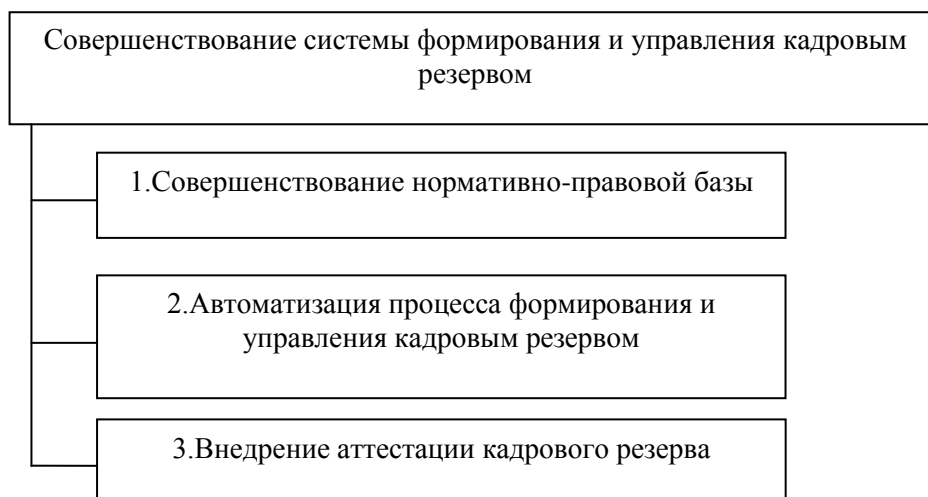 Совершенствование системы формирования и управления кадровым
резервом
1.Совершенствование нормативно-правовой базы
2.Автоматизация процесса формирования и
управления кадровым резервом
3.Внедрение аттестации кадрового резерва